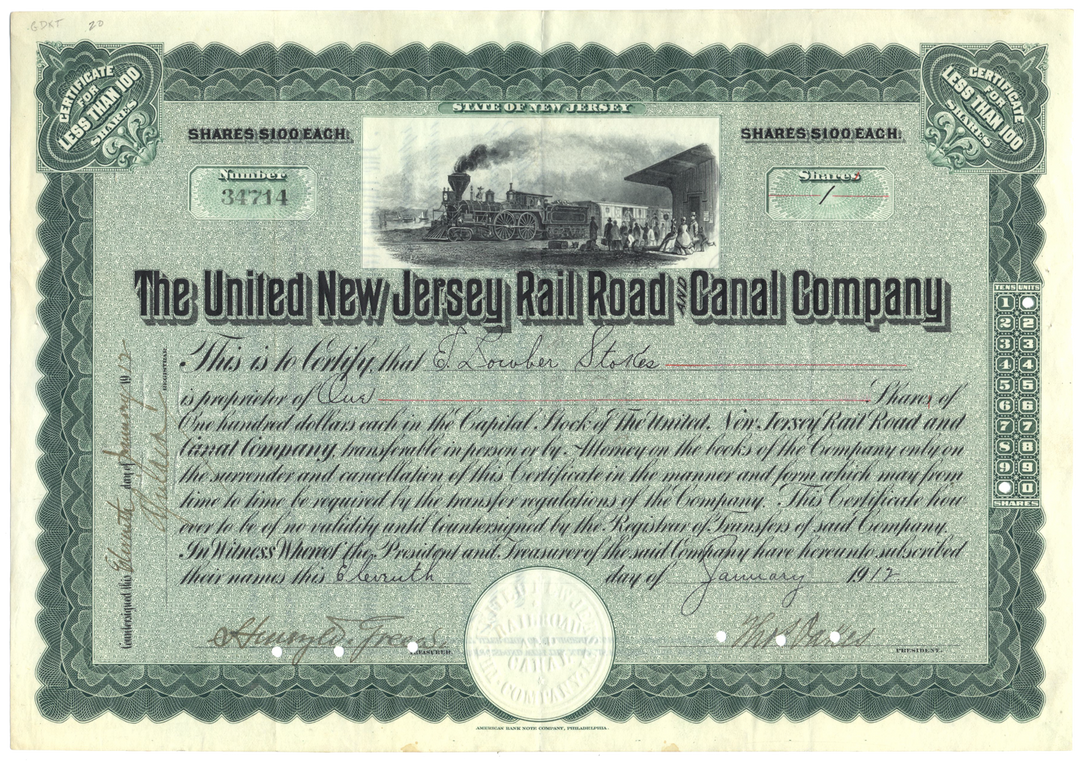 GDXT 20
CERTIFICATE FOR LESS THAN 100 SHARES
CERTIFICATE FOR LESS THAN 100 SHARES
STATE OF NEW JERSEY
SHARES $100 EACH.
SHARES $100 EACH.
Number
34714
Shares
1
The United New Jersey Rail Road AND Canal Company
This is to Certify, that E. Lowber Stokes
is proprietor of One Shares of
One hundred dollars each in the Capital Stock of The United New Jersey Rail Road and
Canal Company, transferable in person or by Attorney on the books of the Company only on
the surrender and cancellation of this Certificate in the manner and form which may from
time to time be required by the transfer regulations of the Company. This Certificate how
ever to be of no validity until Countersigned by the Registrar of Transfers of said Company.
In Witness Whereof the President and Treasurer of the said Company have hereunto subscribed
their names this Eleventh day of January 1912
TREASURER.
PRESIDENT.
Countersigned this Eleventh day of January 1912
REGISTRAR.
TENS UNITS
1
2 2
3 3
4 4
5 5
6 6
7 7
8 8
9 9
0
SHARES
RAILROAD
CANAL
COMPANY
AMERICAN BANK NOTE COMPANY, PHILADELPHIA.